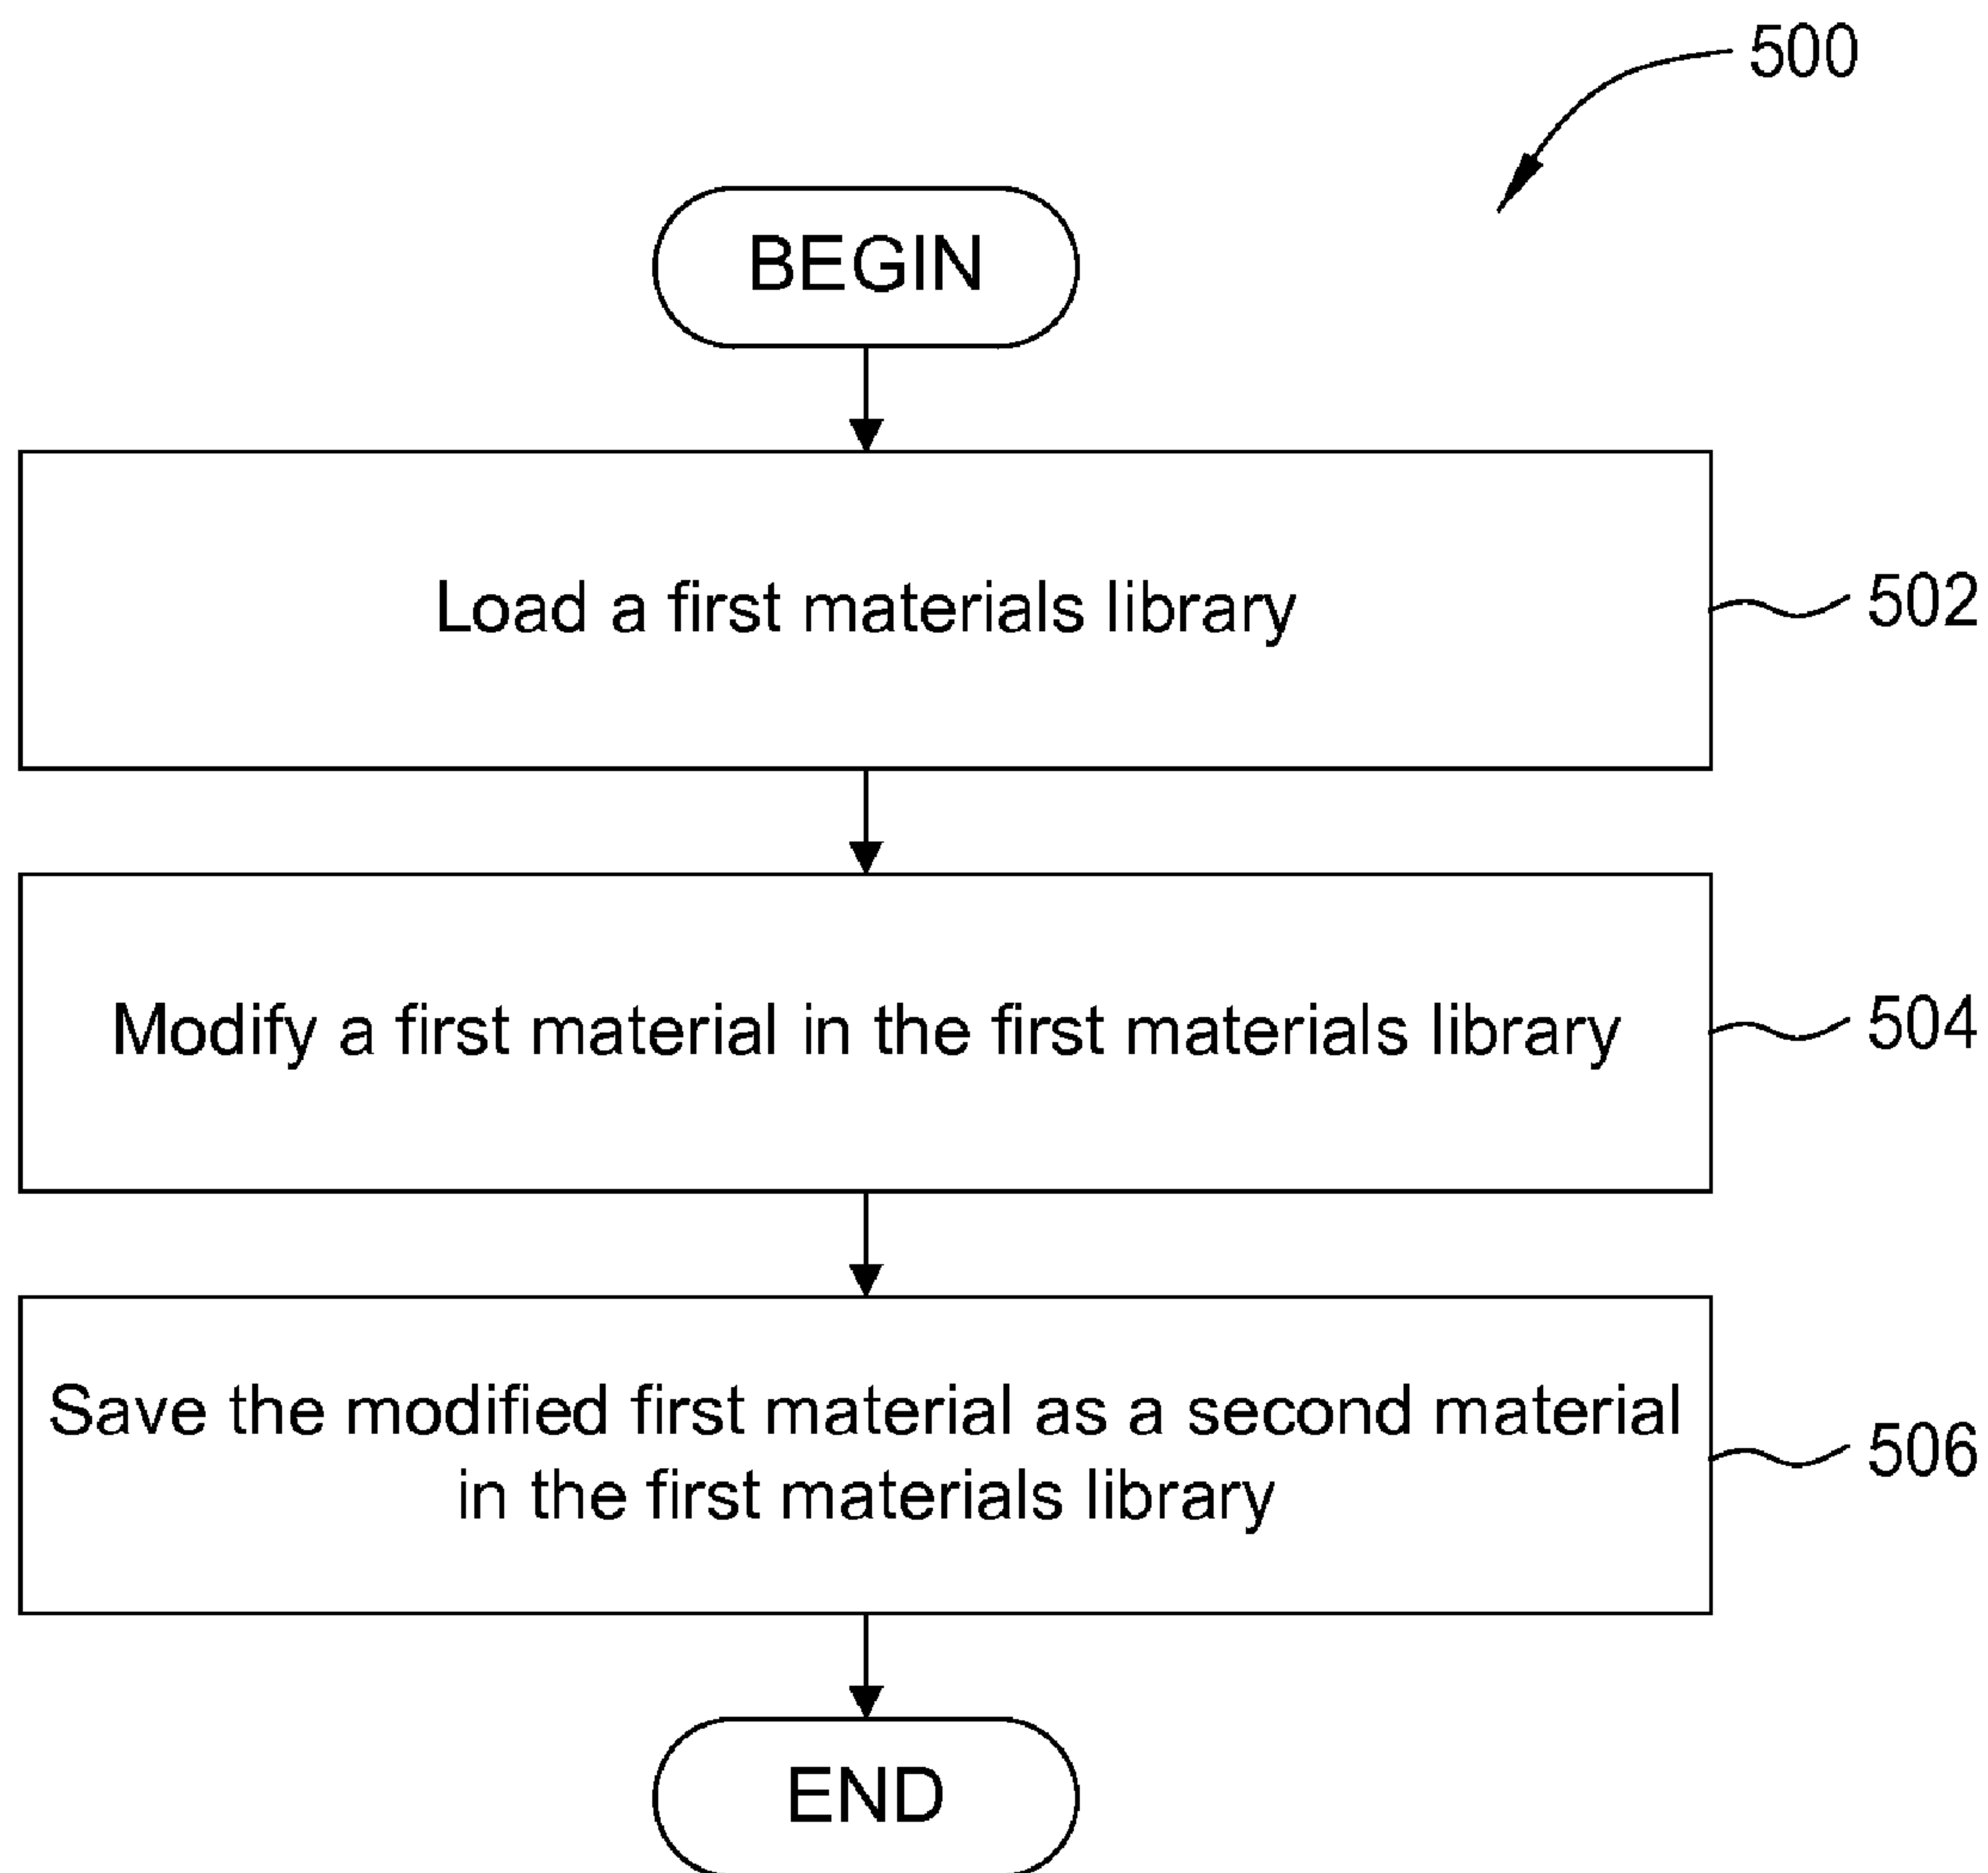 500
BEGIN
Load a first materials library
502
Modify a first material in the first materials library
504
Save the modified first material as a second material
in the first materials library
506
END